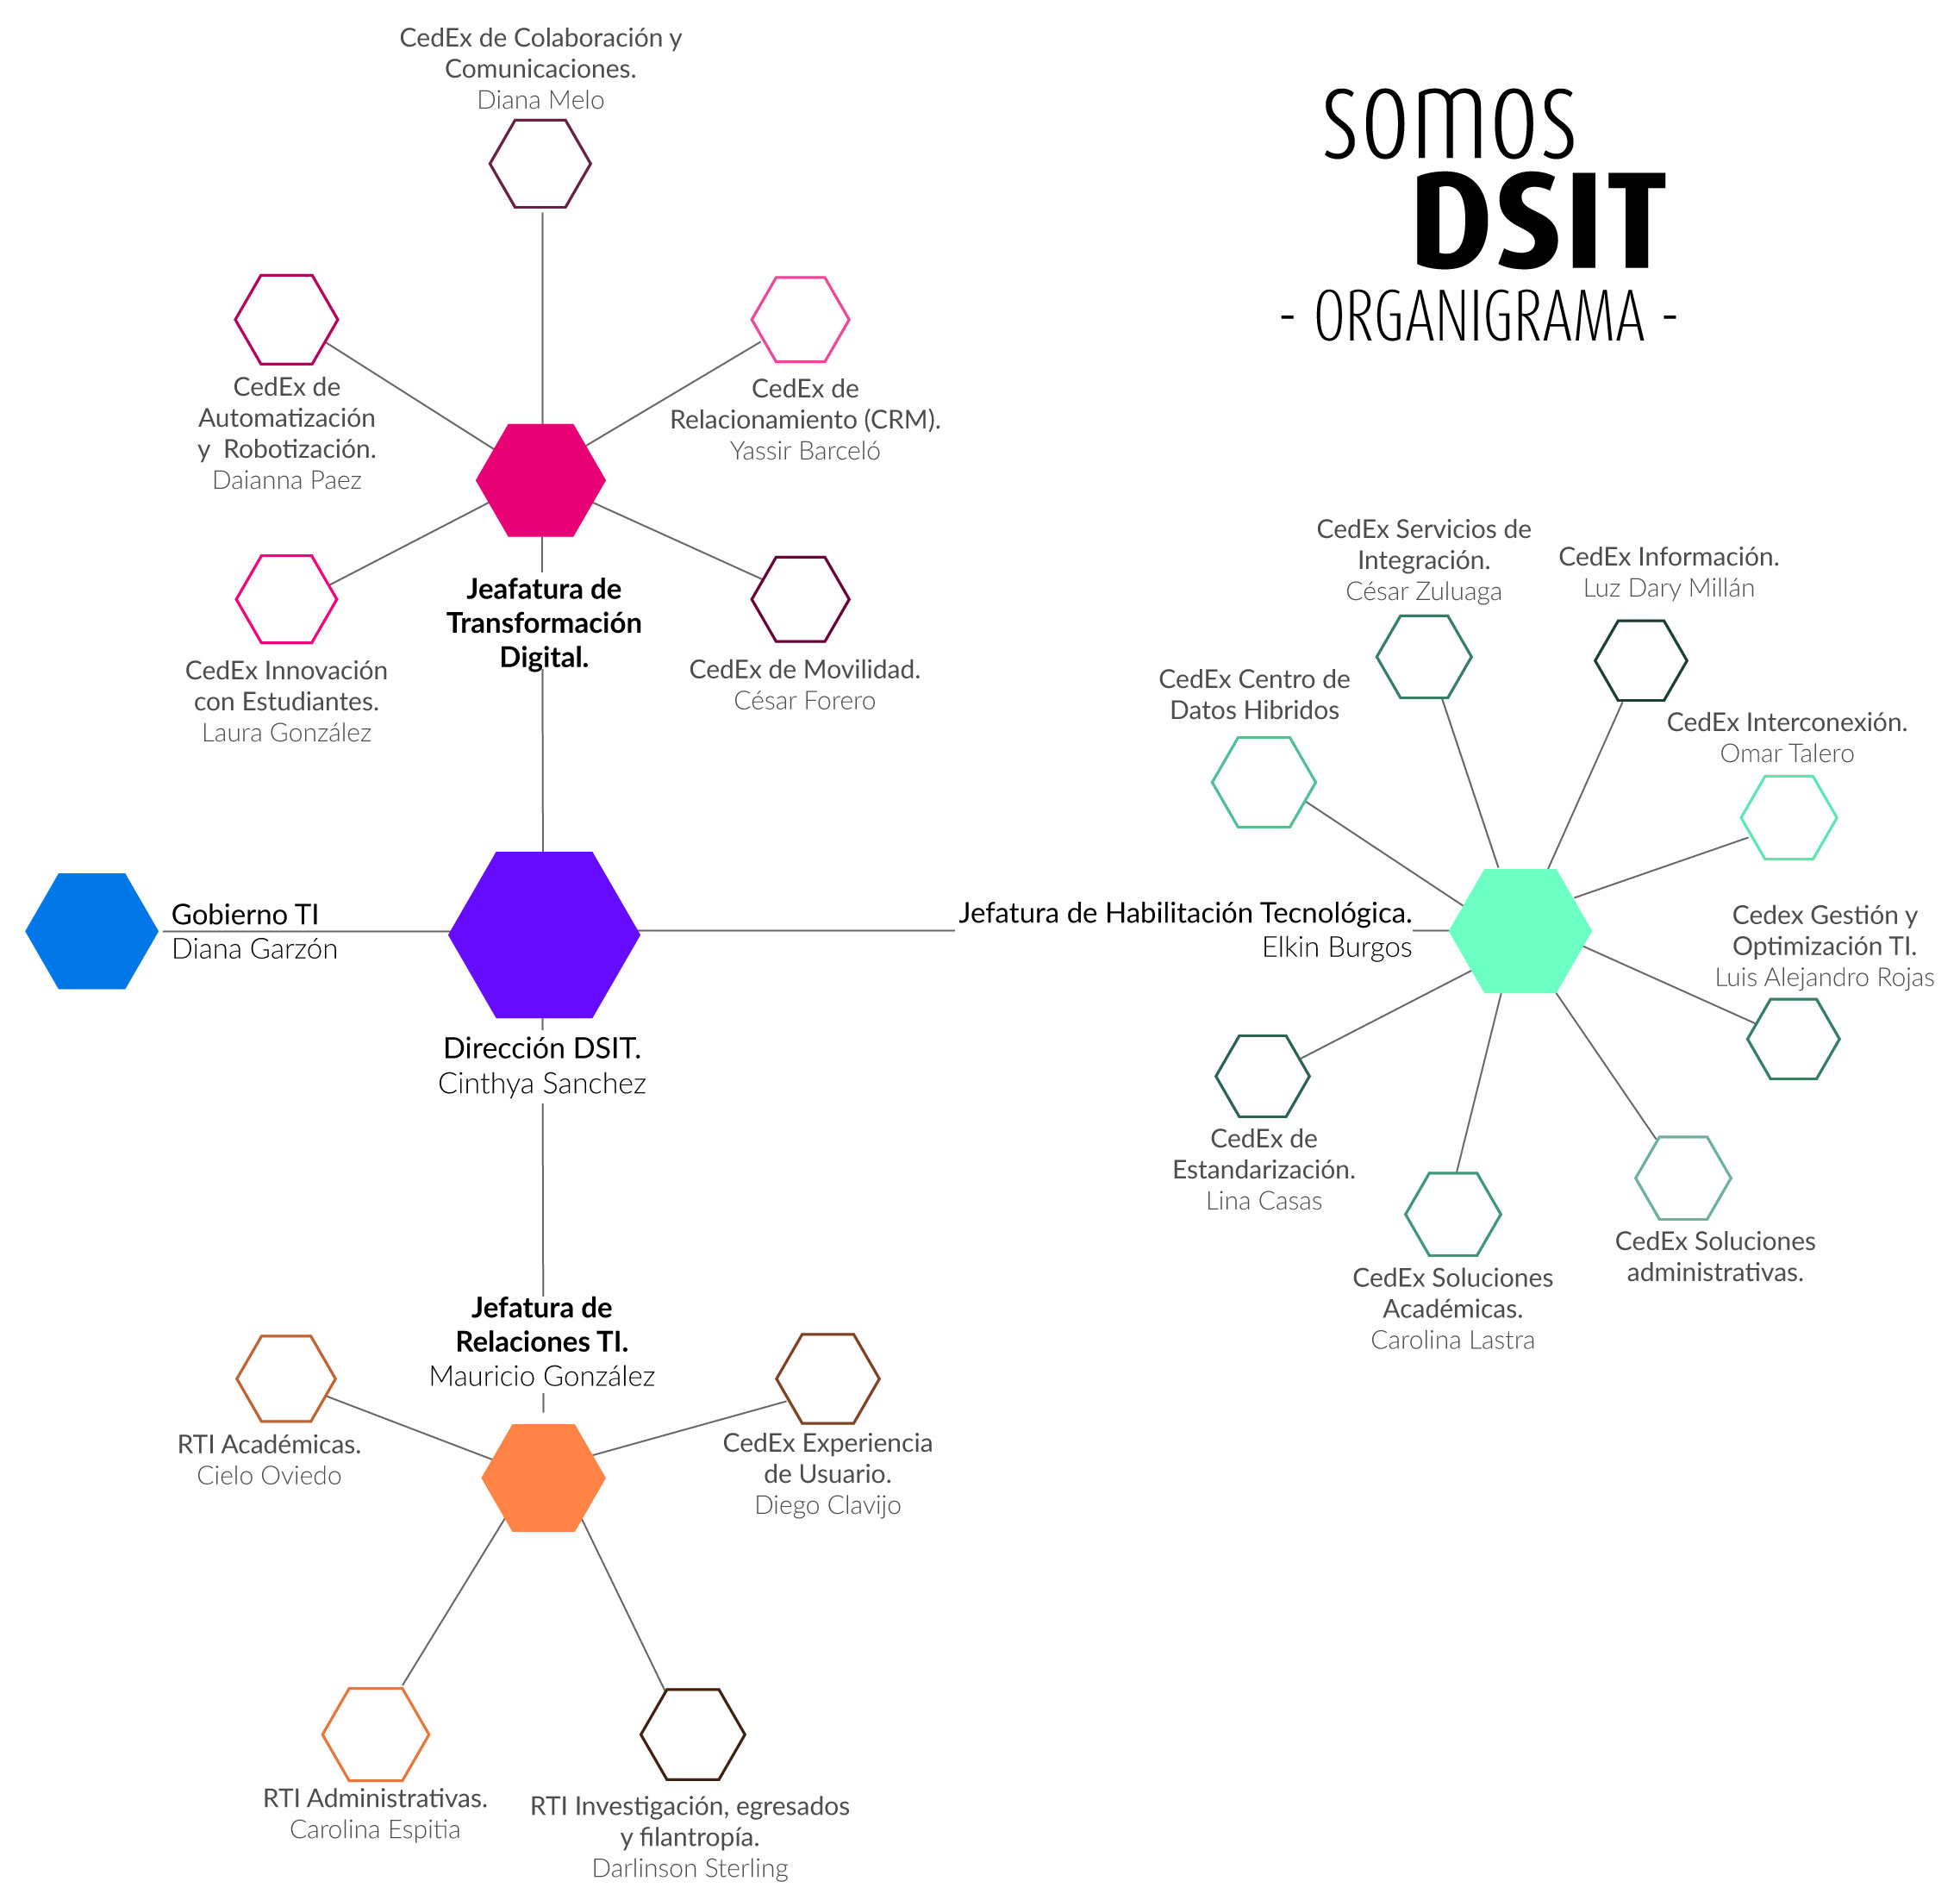 CedEx de Colaboración y
Comunicaciones.
Diana Melo
SOMOS
DSIT
- ORGANIGRAMA -
CedEx de
Automatización
y  Robotización.
Daianna Paez
CedEx de
Relacionamiento (CRM).
Yassir Barceló
Jeafatura de
Transformación
Digital.
CedEx Innovación
con Estudiantes.
Laura González
CedEx de Movilidad.
César Forero
CedEx Servicios de
Integración.
César Zuluaga
CedEx Información.
Luz Dary Millán
CedEx Centro de
Datos Hibridos
CedEx Interconexión.
Omar Talero
Gobierno TI
Diana Garzón
Jefatura de Habilitación Tecnológica.
Elkin Burgos
Cedex Gestión y
Optimización TI.
Luis Alejandro Rojas
Dirección DSIT.
Cinthya Sanchez
CedEx de
Estandarización.
Lina Casas
CedEx Soluciones
Académicas.
Carolina Lastra
CedEx Soluciones
administrativas.
Jefatura de
Relaciones TI.
Mauricio González
RTI Académicas.
Cielo Oviedo
CedEx Experiencia
de Usuario.
Diego Clavijo
RTI Administrativas.
Carolina Espitia
RTI Investigación, egresados
y filantropía.
Darlinson Sterling